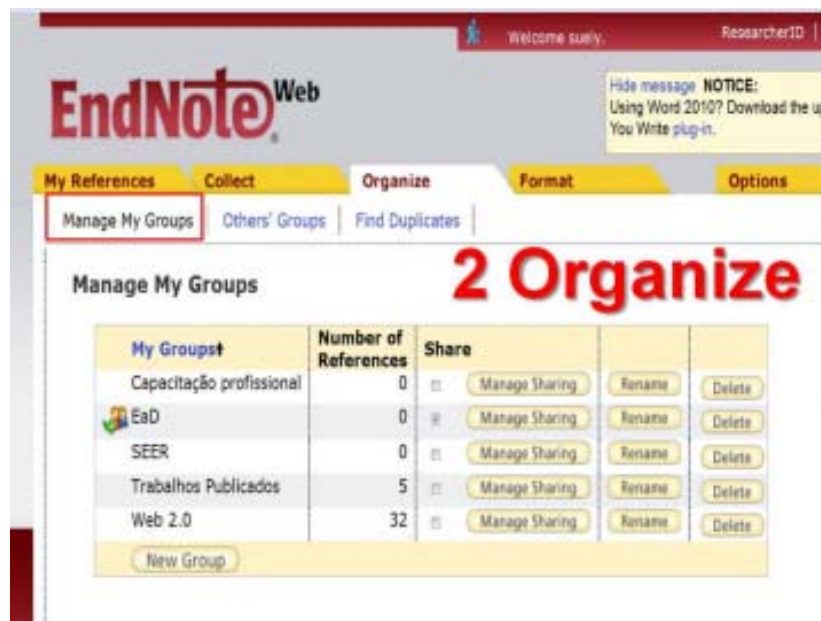 Welcome suely. ResearcherID |
EndNote Web
Hide message NOTICE:
Using Word 2010? Download the
You Write plug-in.
My References Collect Organize Format Options
Manage My Groups | Others' Groups | Find Duplicates |
2 Organize
Manage My Groups
My Groups Number of References Share
Capacitação profissional 0 Manage Sharing Rename Delete
EaD 0 Manage Sharing Rename Delete
SEER 0 Manage Sharing Rename Delete
Trabalhos Publicados 5 Manage Sharing Rename Delete
Web 2.0 32 Manage Sharing Rename Delete
New Group